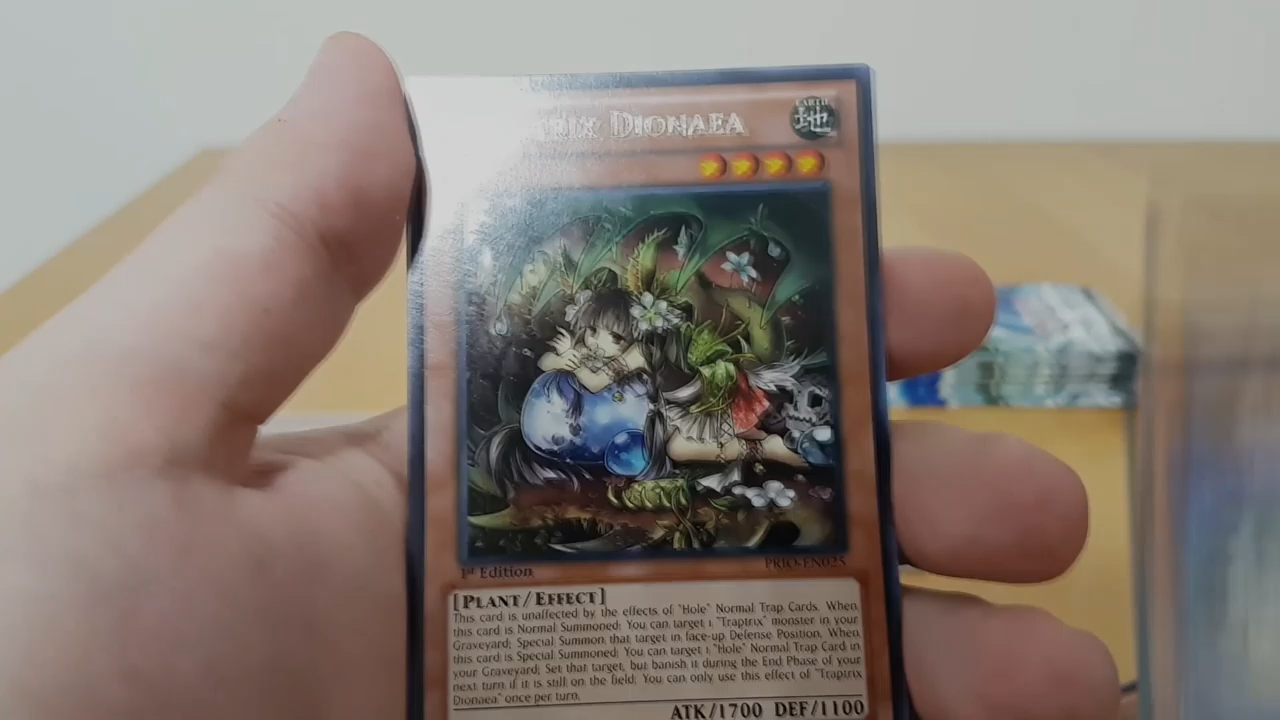 RIX DIONAEA
EARTH
地
1st Edition
PRIO-EN025
[PLANT/EFFECT]
This card is unaffected by the effects of "Hole" Normal Trap Cards. When
this card is Normal Summoned: You can target 1 "Traptrix" monster in your
Graveyard; Special Summon that target in face-up Defense Position. When
this card is Special Summoned: You can target 1 "Hole" Normal Trap Card in
your Graveyard; Set that target, but banish it during the End Phase of your
next turn if it is still on the field. You can only use this effect of "Traptrix
Dionaea" once per turn.
ATK/1700 DEF/1100